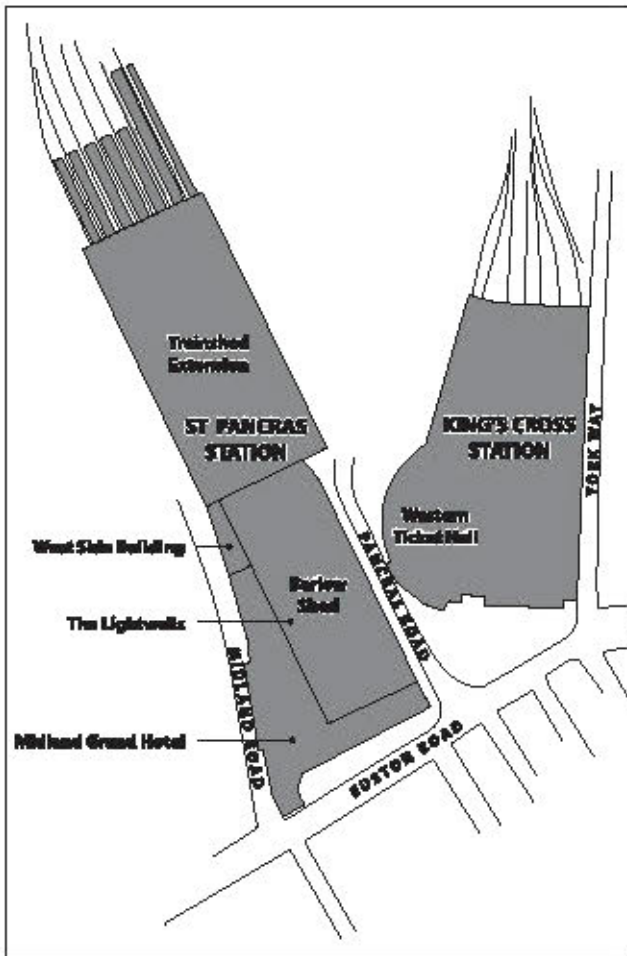 Trainshed
Extension
ST PANCRAS
STATION
KING'S CROSS
STATION
YORK WAY
Western
Ticket Hall
PANCRAS ROAD
West Side Building
Barlow
Shed
The Lightwells
MIDLAND ROAD
Midland Grand Hotel
EUSTON ROAD